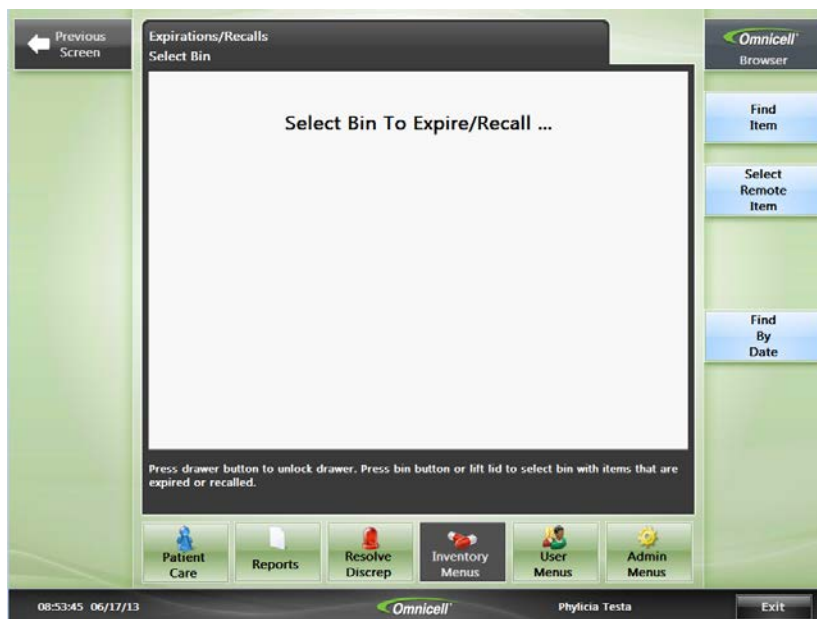 Previous
Screen
Expirations/Recalls
Select Bin
Omnicell
Browser
Select Bin To Expire/Recall ...
Find
Item
Select
Remote
Item
Find
By
Date
Press drawer button to unlock drawer. Press bin button or lift lid to select bin with items that are
expired or recalled.
Patient
Care
Reports
Resolve
Discrep
Inventory
Menus
User
Menus
Admin
Menus
08:53:45 06/17/13
Omnicell
Phylicia Testa
Exit